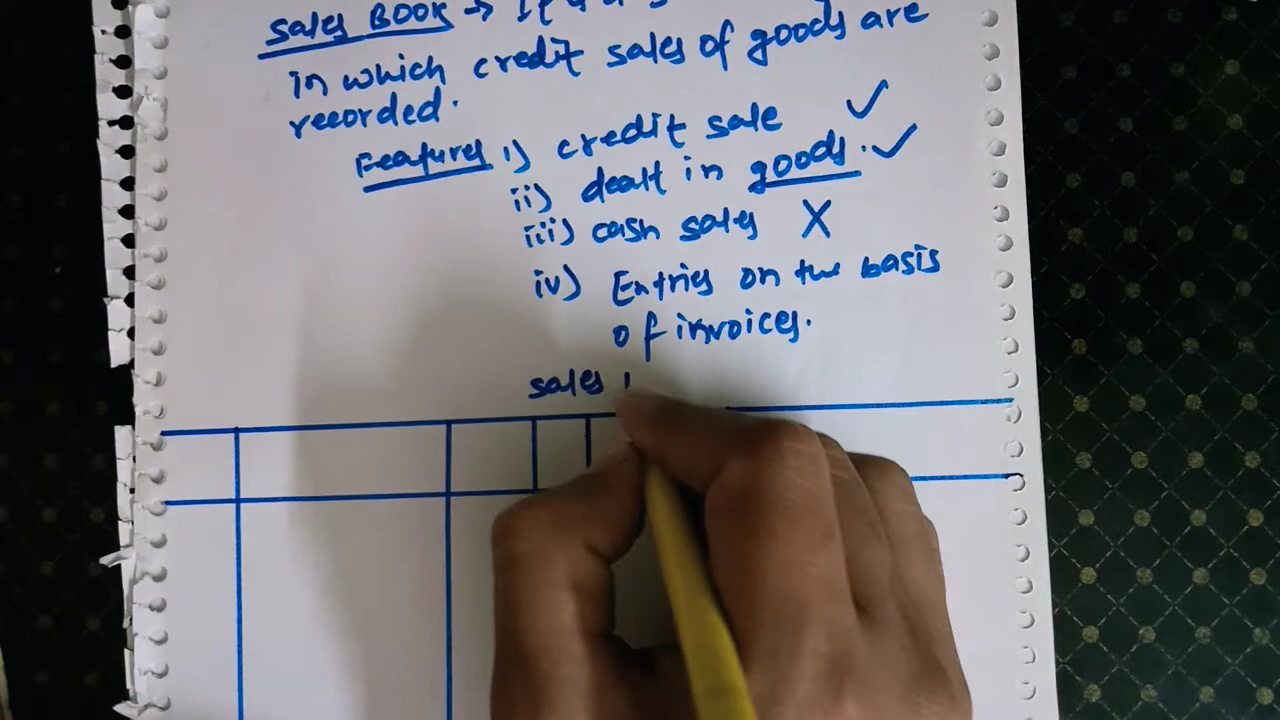 Sales BOOK →
in which credit sales of goods are
recorded.
Features i) credit sale ✓
ii) dealt in goods. ✓
iii) cash sales X
iv) Entries on the basis
of invoices.
sales